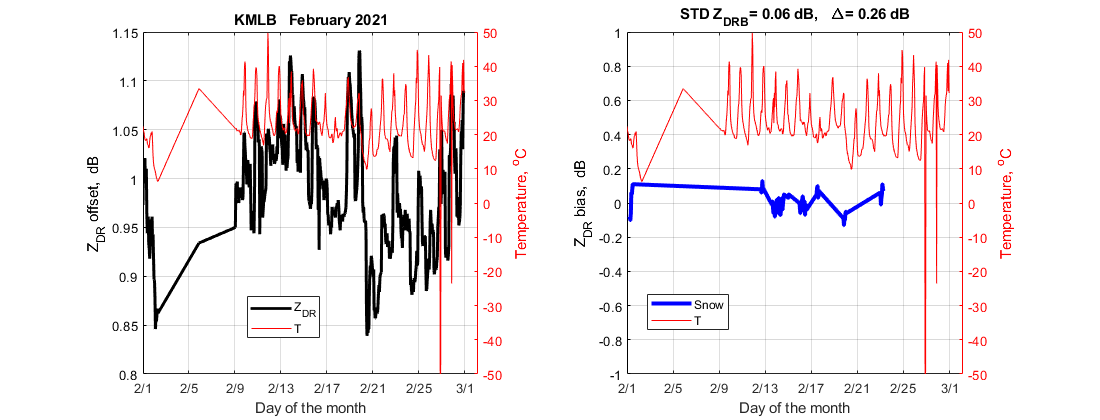 KMLB February 2021
1.15
1.1
1.05
1
0.95
0.9
0.85
0.8
Z_DR offset, dB
50
40
30
20
10
0
-10
-20
-30
-40
-50
Temperature, °C
Z_DR
T
2/1 2/5 2/9 2/13 2/17 2/21 2/25 3/1
Day of the month
STD Z_DRB = 0.06 dB, Δ = 0.26 dB
1
0.8
0.6
0.4
0.2
0
-0.2
-0.4
-0.6
-0.8
-1
Z_DR bias, dB
50
40
30
20
10
0
-10
-20
-30
-40
-50
Temperature, °C
Snow
T
2/1 2/5 2/9 2/13 2/17 2/21 2/25 3/1
Day of the month